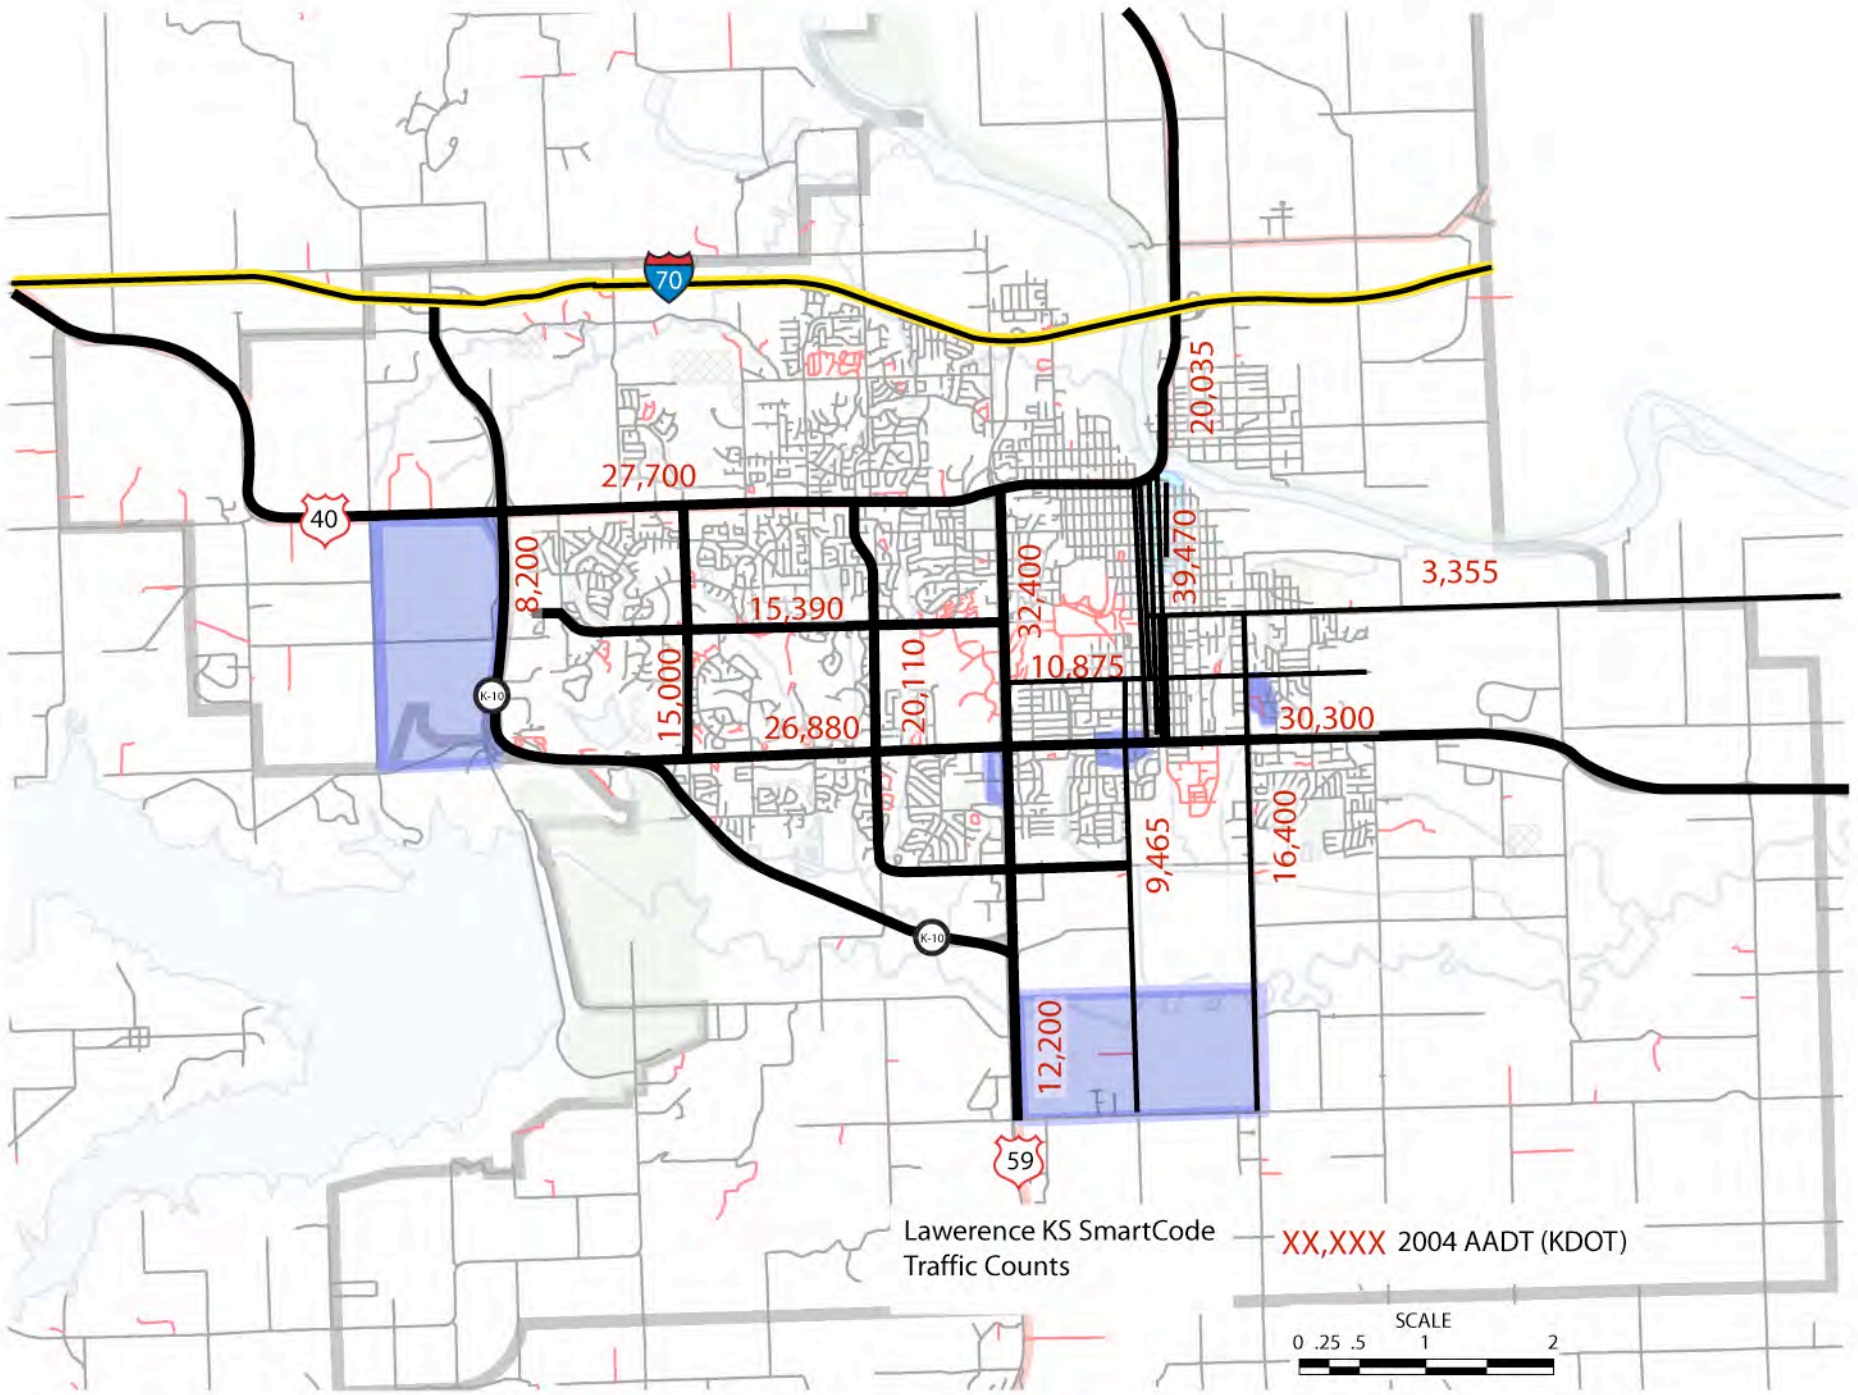 70
20,035
27,700
40
8,200
39,470
32,400
3,355
15,390
10,875
15,000
20,110
K-10
26,880
30,300
9,465
16,400
K-10
12,200
59
Lawerence KS SmartCode
Traffic Counts
XX,XXX 2004 AADT (KDOT)
SCALE
0 .25 .5 1 2